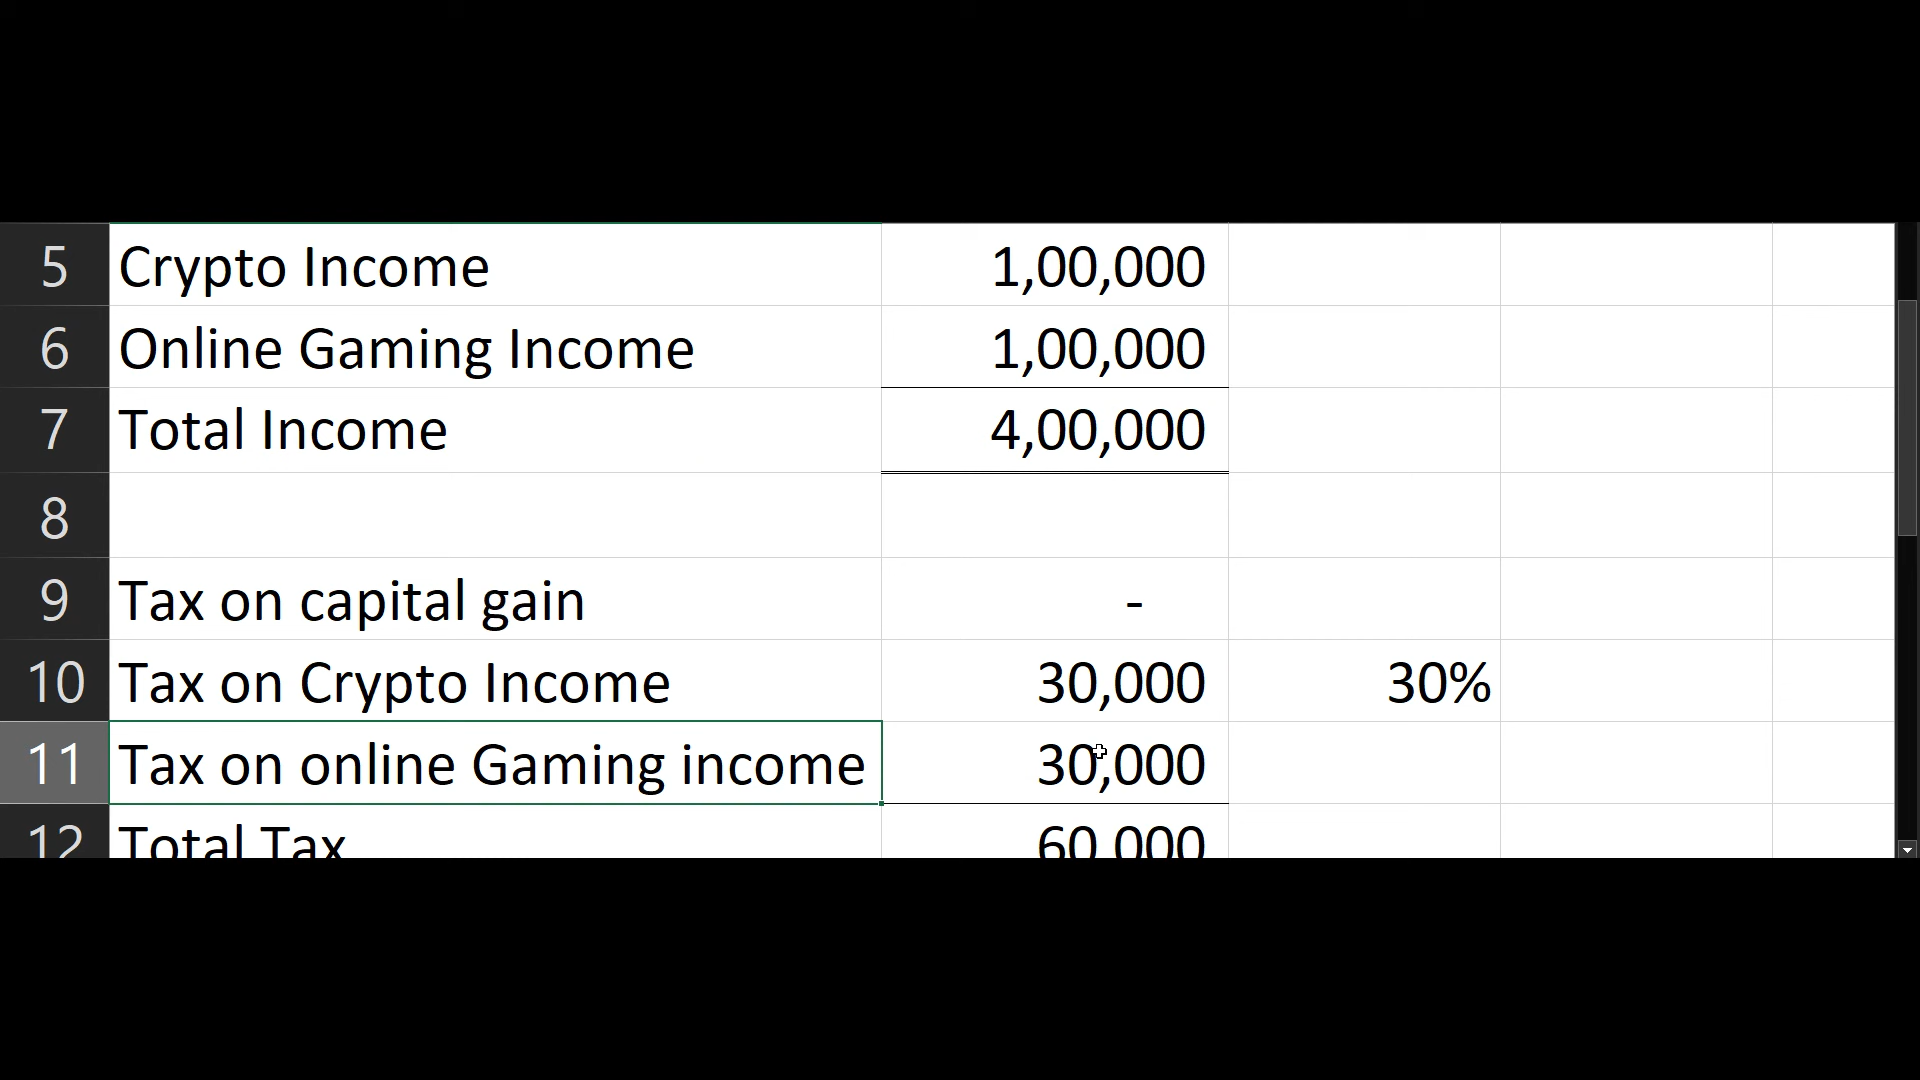 5 Crypto Income 1,00,000
6 Online Gaming Income 1,00,000
7 Total Income 4,00,000
8
9 Tax on capital gain -
10 Tax on Crypto Income 30,000 30%
11 Tax on online Gaming income 30,000
12 Total Tax 60,000